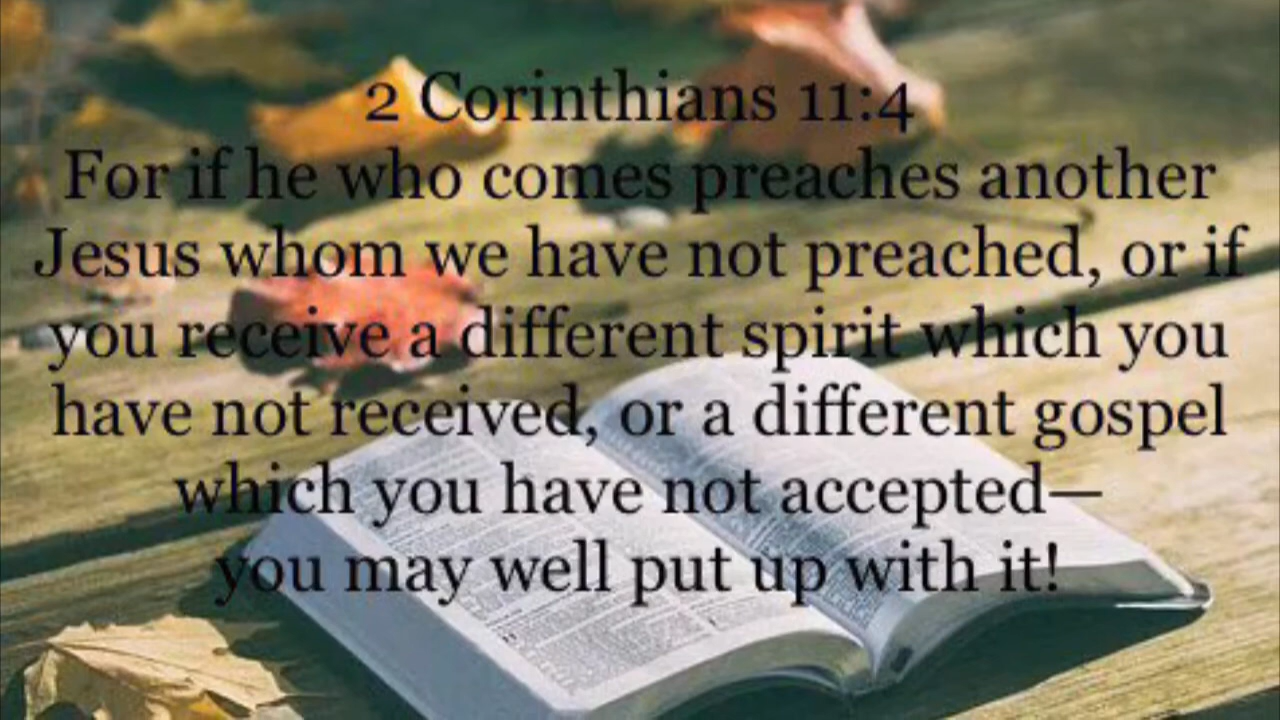 2 Corinthians 11:4
For if he who comes preaches another
Jesus whom we have not preached, or if
you receive a different spirit which you
have not received, or a different gospel
which you have not accepted—
you may well put up with it!